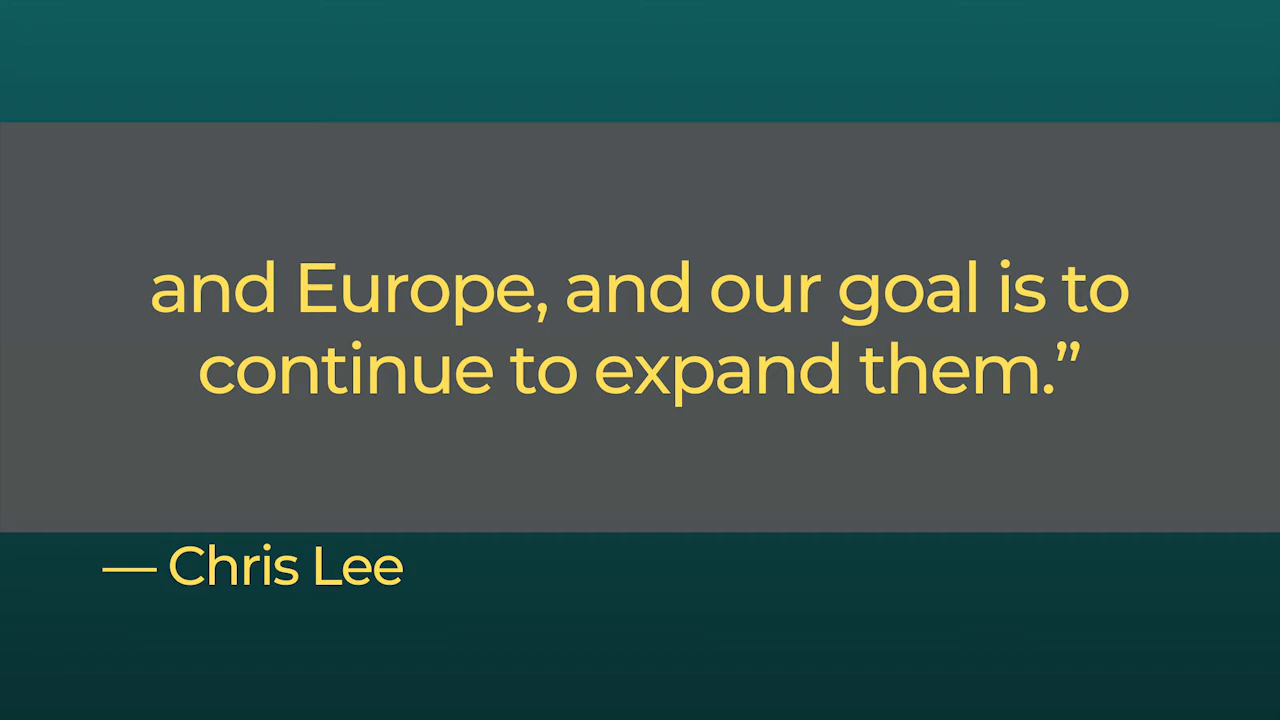 and Europe, and our goal is to
continue to expand them.”
— Chris Lee